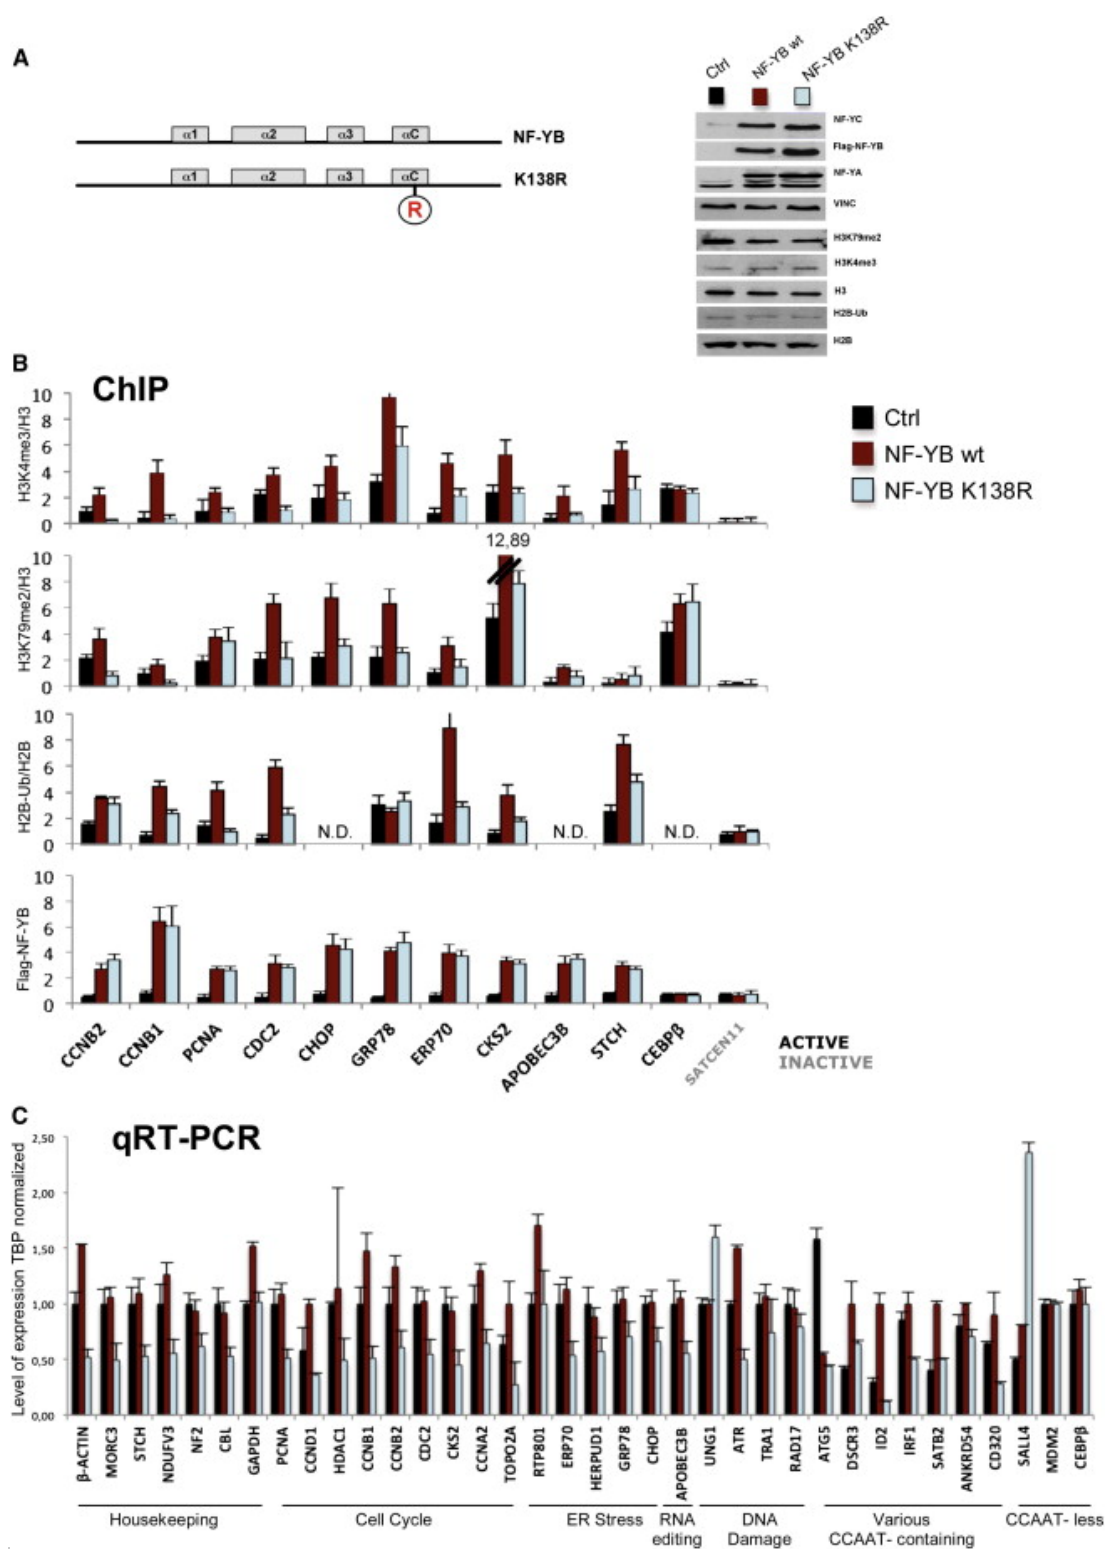 A
α1 α2 α3 αC NF-YB
α1 α2 α3 αC K138R
R
Ctrl
NF-YB wt
NF-YB K138R
NF-YC
Flag-NF-YB
NF-YA
VINC
H3K79me2
H3K4me3
H3
H2B-Ub
H2B
B
ChIP
H3K4me3/H3
10
8
6
4
2
0
Ctrl
NF-YB wt
NF-YB K138R
H3K79me2/H3
10
8
6
4
2
0
12,89
H2B-Ub/H2B
10
8
6
4
2
0
N.D. N.D. N.D.
Flag-NF-YB
10
8
6
4
2
0
CCNB2 CCNB1 PCNA CDC2 CHOP GRP78 ERP70 CKS2 APOBEC3B STCH CEBPβ SATCEN11
ACTIVE
INACTIVE
C
qRT-PCR
Level of expression TBP normalized
2,50
2,00
1,50
1,00
0,50
0,00
β-ACTIN MORC3 STCH NDUFV3 NF2 CBL GAPDH PCNA CCND1 HDAC1 CCNB1 CCNB2 CDC2 CKS2 CCNA2 TOPO2A RTP801 ERP70 HERPUD1 GRP78 CHOP APOBEC3B UNG1 ATR TRA1 RAD17 ATG5 DSCR3 ID2 IRF1 SATB2 ANKRD54 CD320 SALL4 MDM2 CEBPβ
Housekeeping Cell Cycle ER Stress RNA editing DNA Damage Various CCAAT- containing CCAAT- less